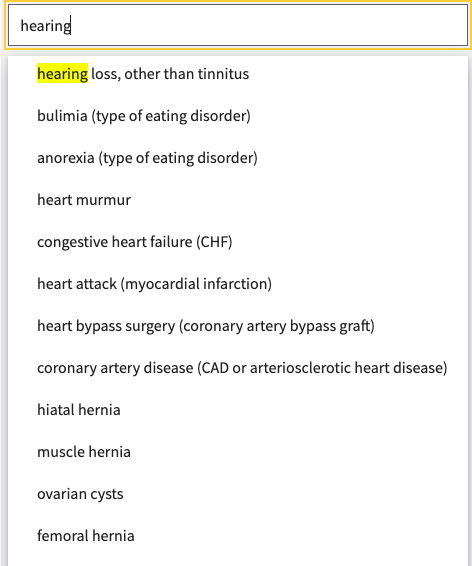 hearing
hearing loss, other than tinnitus
bulimia (type of eating disorder)
anorexia (type of eating disorder)
heart murmur
congestive heart failure (CHF)
heart attack (myocardial infarction)
heart bypass surgery (coronary artery bypass graft)
coronary artery disease (CAD or arteriosclerotic heart disease)
hiatal hernia
muscle hernia
ovarian cysts
femoral hernia